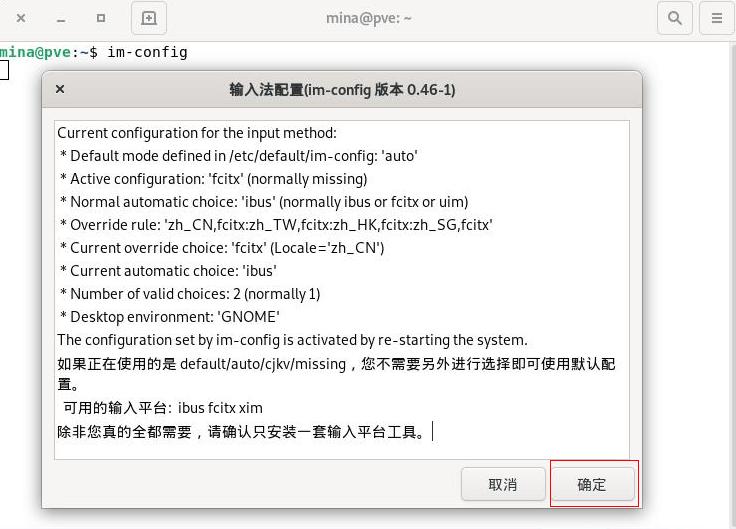 mina@pve: ~
mina@pve:~$ im-config
输入法配置(im-config 版本 0.46-1)
Current configuration for the input method:
* Default mode defined in /etc/default/im-config: 'auto'
* Active configuration: 'fcitx' (normally missing)
* Normal automatic choice: 'ibus' (normally ibus or fcitx or uim)
* Override rule: 'zh_CN,fcitx:zh_TW,fcitx:zh_HK,fcitx:zh_SG,fcitx'
* Current override choice: 'fcitx' (Locale='zh_CN')
* Current automatic choice: 'ibus'
* Number of valid choices: 2 (normally 1)
* Desktop environment: 'GNOME'
The configuration set by im-config is activated by re-starting the system.
如果正在使用的是 default/auto/cjkv/missing，您不需要另外进行选择即可使用默认配
置。
可用的输入平台: ibus fcitx xim
除非您真的全都需要，请确认只安装一套输入平台工具。
取消 确定